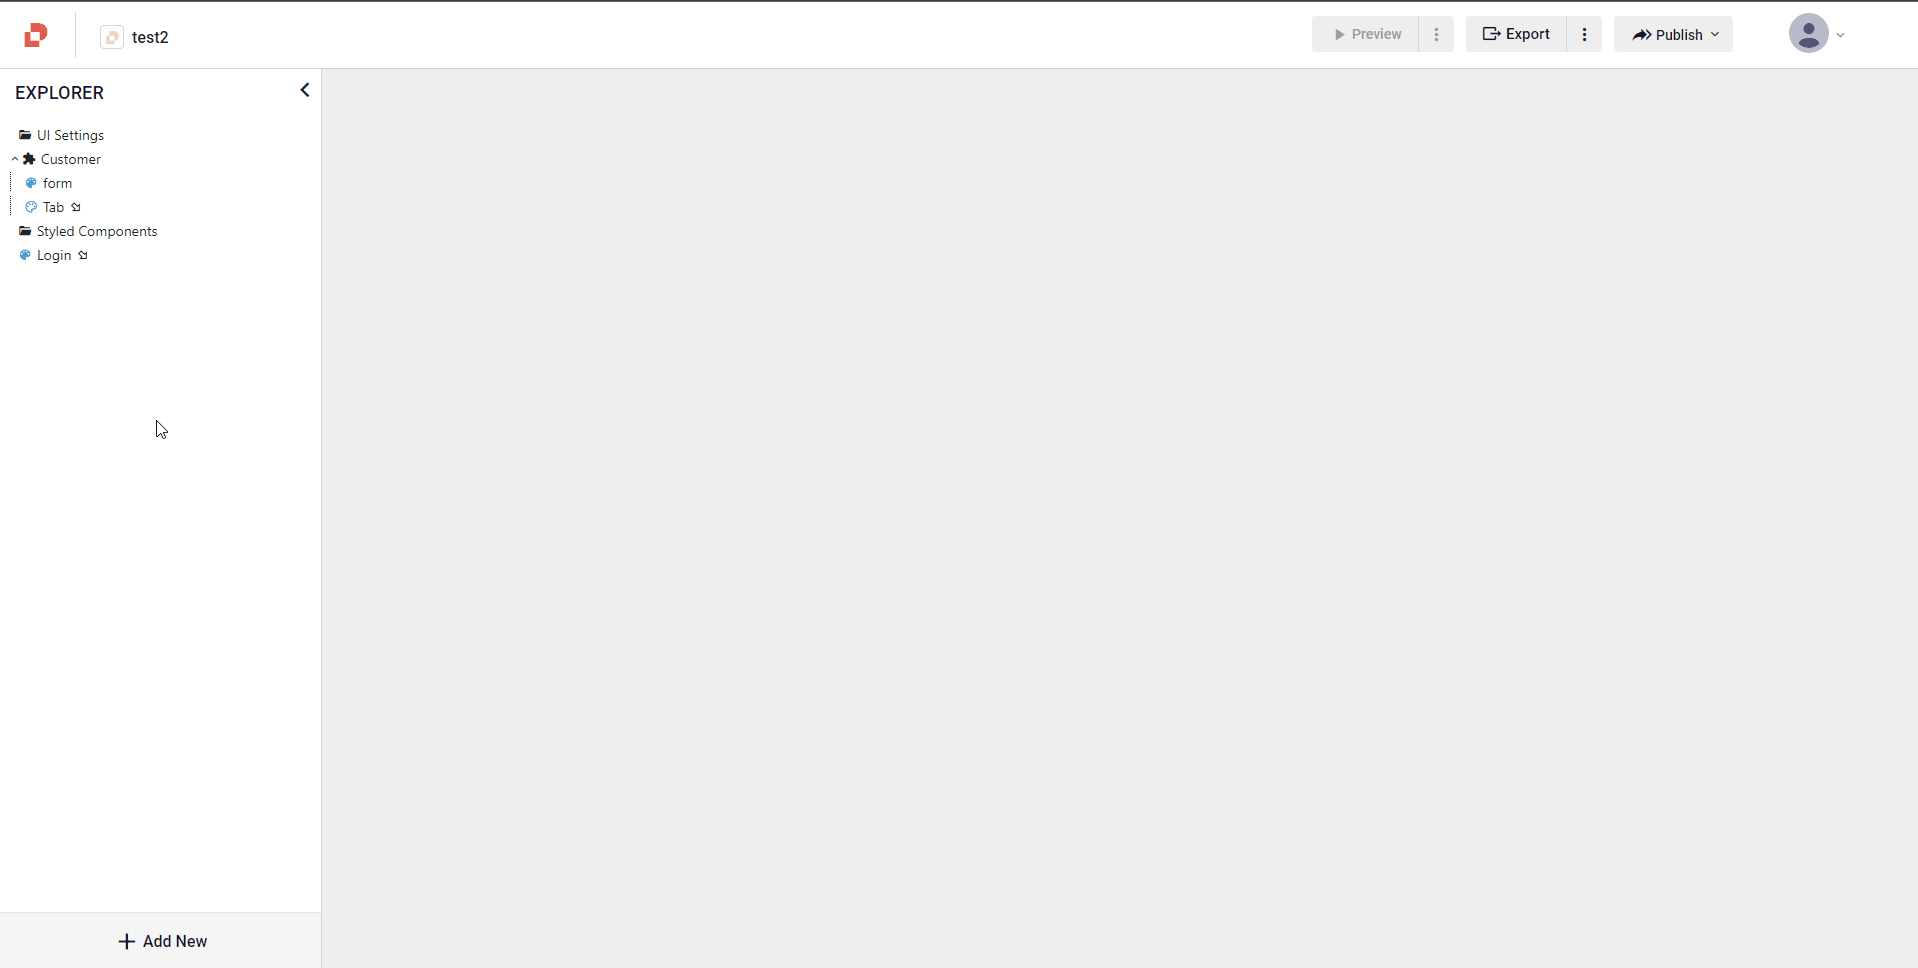 test2
Preview
Export
Publish
EXPLORER
UI Settings
Customer
form
Tab
Styled Components
Login
Add New